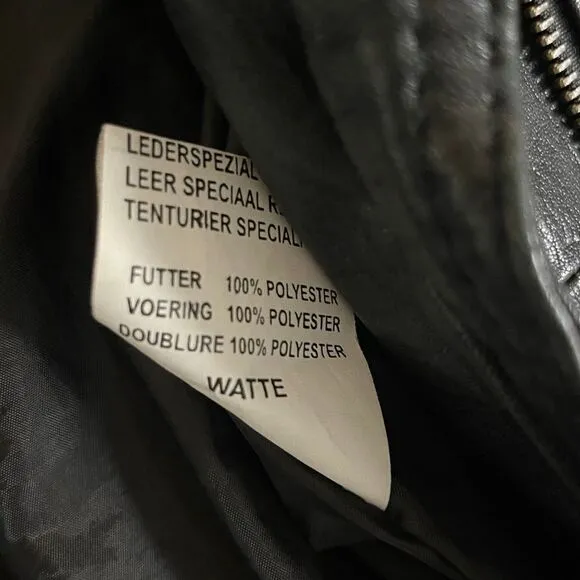 LEDERSPEZIAL
LEER SPECIAAL
TENTURIER SPECIAL
FUTTER 100% POLYESTER
VOERING 100% POLYESTER
DOUBLURE 100% POLYESTER
WATTE